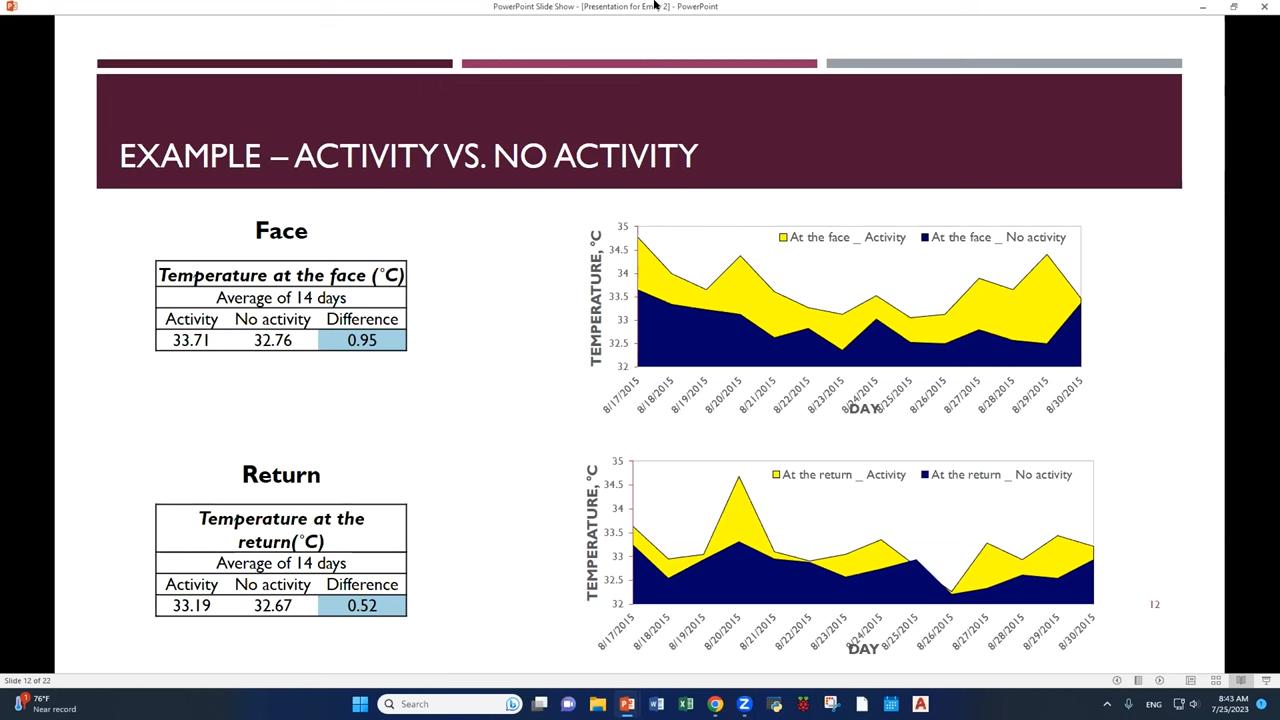 PowerPoint Slide Show - [Presentation for Em 2] - PowerPoint
EXAMPLE – ACTIVITY VS. NO ACTIVITY
Face
Temperature at the face (°C)
Average of 14 days
Activity No activity Difference
33.71 32.76 0.95
TEMPERATURE, °C
35
34.5
34
33.5
33
32.5
32
At the face _ Activity At the face _ No activity
8/17/2015 8/18/2015 8/19/2015 8/20/2015 8/21/2015 8/22/2015 8/23/2015 8/24/2015 8/25/2015 8/26/2015 8/27/2015 8/28/2015 8/29/2015 8/30/2015
DAY
Return
Temperature at the
return(°C)
Average of 14 days
Activity No activity Difference
33.19 32.67 0.52
TEMPERATURE, °C
35
34.5
34
33.5
33
32.5
32
At the return _ Activity At the return _ No activity
8/17/2015 8/18/2015 8/19/2015 8/20/2015 8/21/2015 8/22/2015 8/23/2015 8/24/2015 8/25/2015 8/26/2015 8/27/2015 8/28/2015 8/29/2015 8/30/2015
DAY
12
Slide 12 of 22
1
76°F
Near record
Search
ENG
8:43 AM
7/25/2023